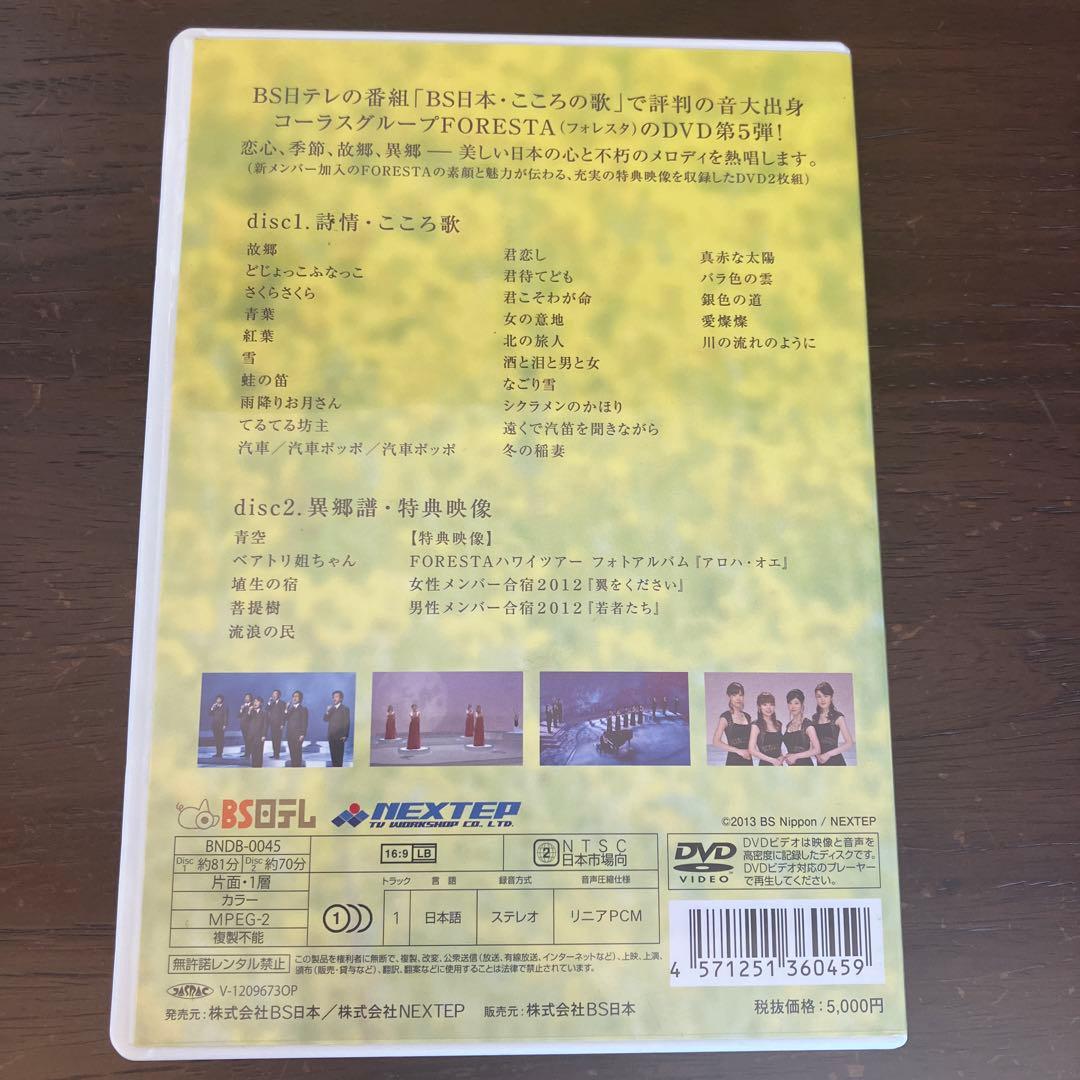 BS日テレの番組「BS日本・こころの歌」で評判の音大出身
コーラスグループFORESTA(フォレスタ)のDVD第5弾!
恋心、季節、故郷、異郷 ― 美しい日本の心と不朽のメロディを熱唱します。
(新メンバー加入のFORESTAの素顔と魅力が伝わる、充実の特典映像を収録したDVD2枚組)
disc1.詩情・こころ歌
故郷
どじょっこふなっこ
さくらさくら
青葉
紅葉
雪
蛙の笛
雨降りお月さん
てるてる坊主
汽車/汽車ポッポ/汽車ポッポ
君恋し
君待てども
君こそわが命
女の意地
北の旅人
酒と泪と男と女
なごり雪
シクラメンのかほり
遠くで汽笛を聞きながら
冬の稲妻
真赤な太陽
バラ色の雲
銀色の道
愛燦燦
川の流れのように
disc2.異郷譜・特典映像
青空
ベアトリ姐ちゃん
埴生の宿
菩提樹
流浪の民
【特典映像】
FORESTAハワイツアー フォトアルバム『アロハ・オエ』
女性メンバー合宿2012『翼をください』
男性メンバー合宿2012『若者たち』
BS日テレ
NEXTEP
TV WORKSHOP CO., LTD.
©2013 BS Nippon / NEXTEP
BNDB-0045
Disc1 約81分 Disc2 約70分
片面・1層
カラー
MPEG-2
複製不能
16:9 LB
2 NTSC
日本市場向
トラック 言語 録音方式 音声圧縮仕様
1 1 日本語 ステレオ リニアPCM
DVD
VIDEO
DVDビデオは映像と音声を
高密度に記録したディスクです。
DVDビデオ対応のプレーヤー
で再生してください。
無許諾レンタル禁止
この製品を権利者に無断で、複製、改変、公衆送信(放送、有線放送、インターネットなど)、上映、上演、
頒布(販売・貸与など)、翻訳、翻案などに使用することは法律で禁止されています。
JASRAC
V-1209673OP
4 571251 360459
発売元:株式会社BS日本/株式会社NEXTEP 販売元:株式会社BS日本
税抜価格:5,000円